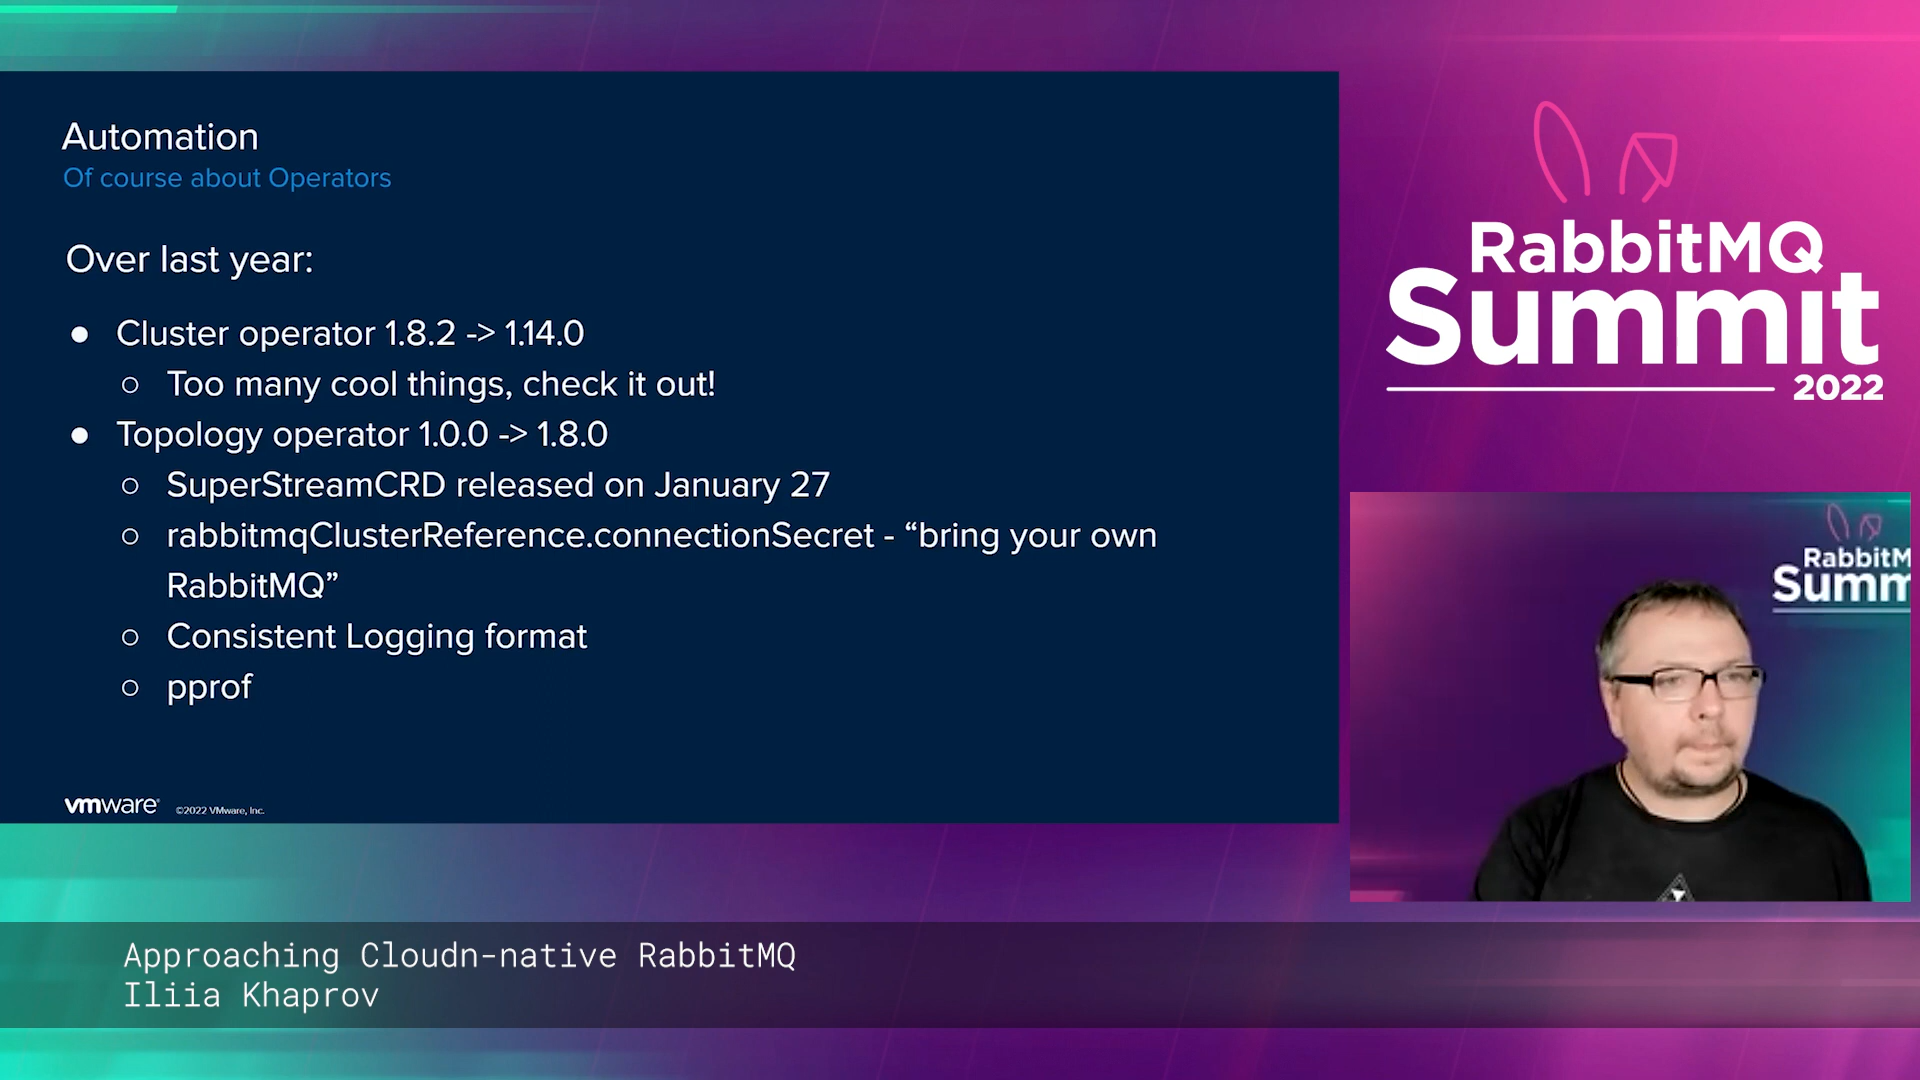 Automation
Of course about Operators
Over last year:
● Cluster operator 1.8.2 -> 1.14.0
○ Too many cool things, check it out!
● Topology operator 1.0.0 -> 1.8.0
○ SuperStreamCRD released on January 27
○ rabbitmqClusterReference.connectionSecret - “bring your own
RabbitMQ”
○ Consistent Logging format
○ pprof
vmware® ©2022 VMware, Inc.
RabbitMQ
Summit
2022
RabbitM
Summ
Approaching Cloudn-native RabbitMQ
Iliia Khaprov